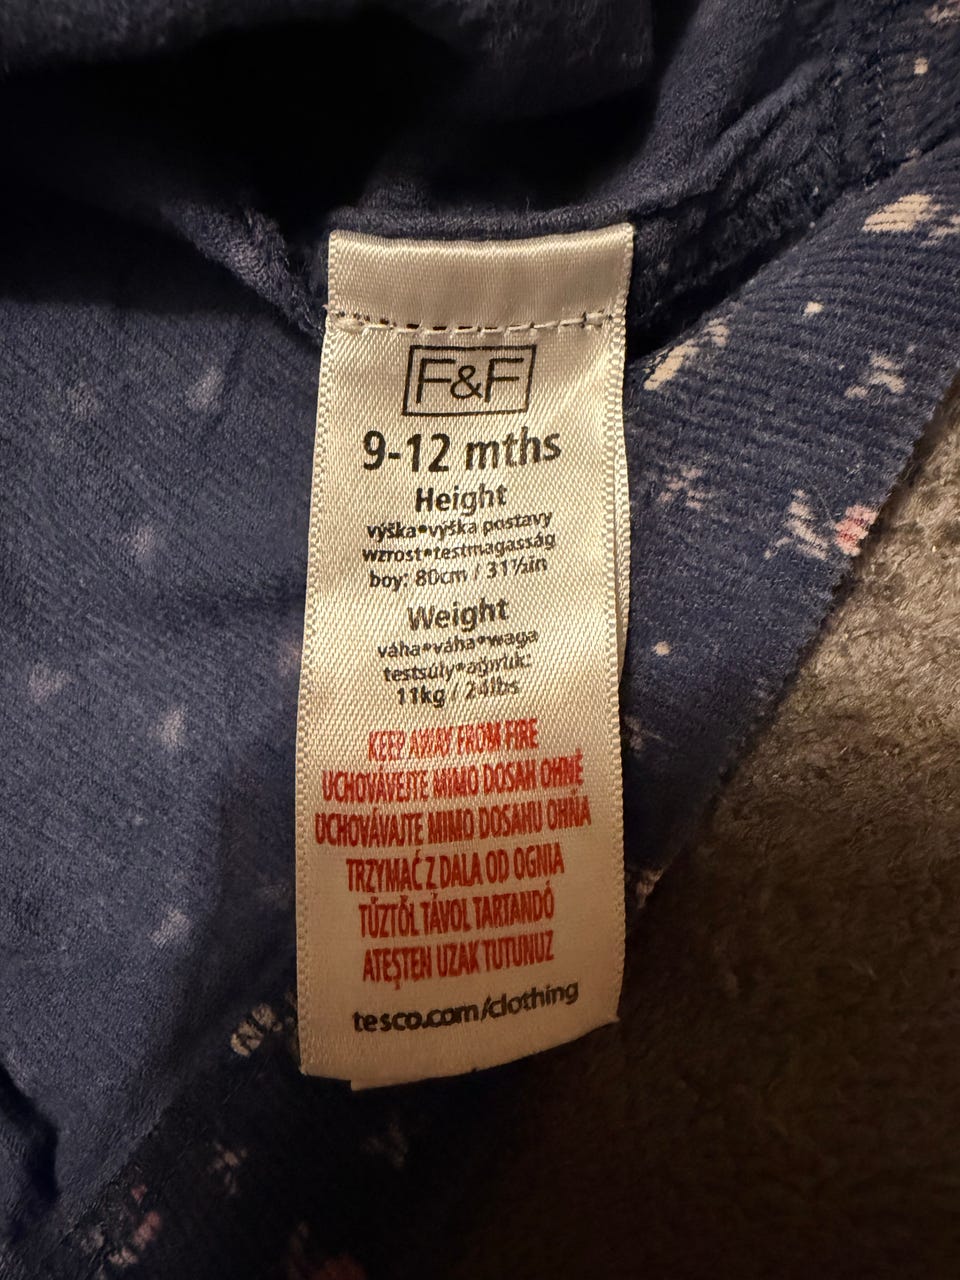 F&F
9-12 mths
Height
výška•výška postavy
wzrost•testmagasság
boy: 80cm / 31½in
Weight
váha•váha•waga
testsúly•ağırlık:
11kg / 24lbs
KEEP AWAY FROM FIRE
UCHOVÁVEJTE MIMO DOSAH OHNĚ
UCHOVÁVAJTE MIMO DOSAHU OHŇA
TRZYMAĆ Z DALA OD OGNIA
TŰZTŐL TÁVOL TARTANDÓ
ATEŞTEN UZAK TUTUNUZ
tesco.com/clothing